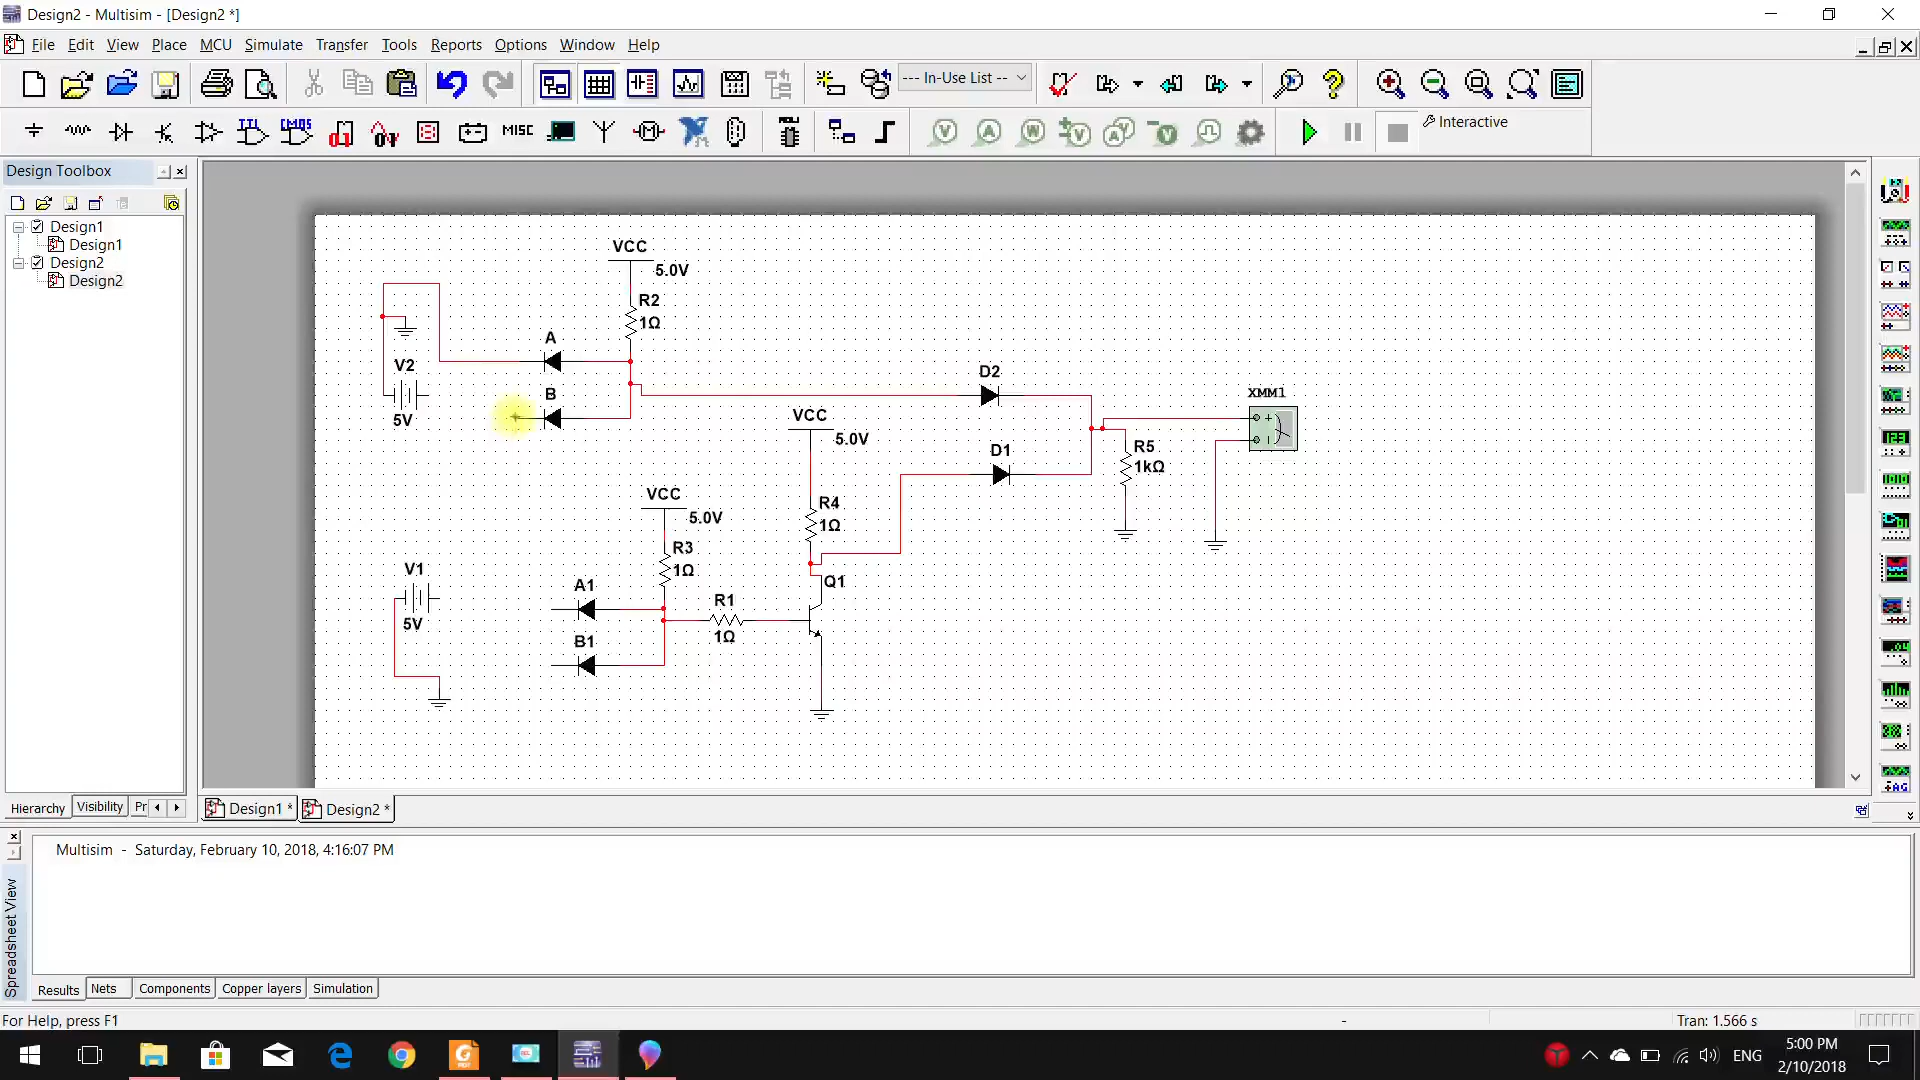 Design2 - Multisim - [Design2 *]
File Edit View Place MCU Simulate Transfer Tools Reports Options Window Help
--- In-Use List --
TTL CMOS MISC
V A W V AV V
Interactive
Design Toolbox
Design1
Design1
Design2
Design2
VCC
5.0V
R2
1Ω
A
V2
5V
B
D2
XMM1
VCC
5.0V
D1
R5
1kΩ
VCC
5.0V
R4
1Ω
R3
1Ω
V1
5V
A1
Q1
R1
1Ω
B1
Hierarchy Visibility Pr
Design1 * Design2 *
Multisim - Saturday, February 10, 2018, 4:16:07 PM
Spreadsheet View
Results Nets Components Copper layers Simulation
For Help, press F1
- Tran: 1.566 s
ENG
5:00 PM
2/10/2018